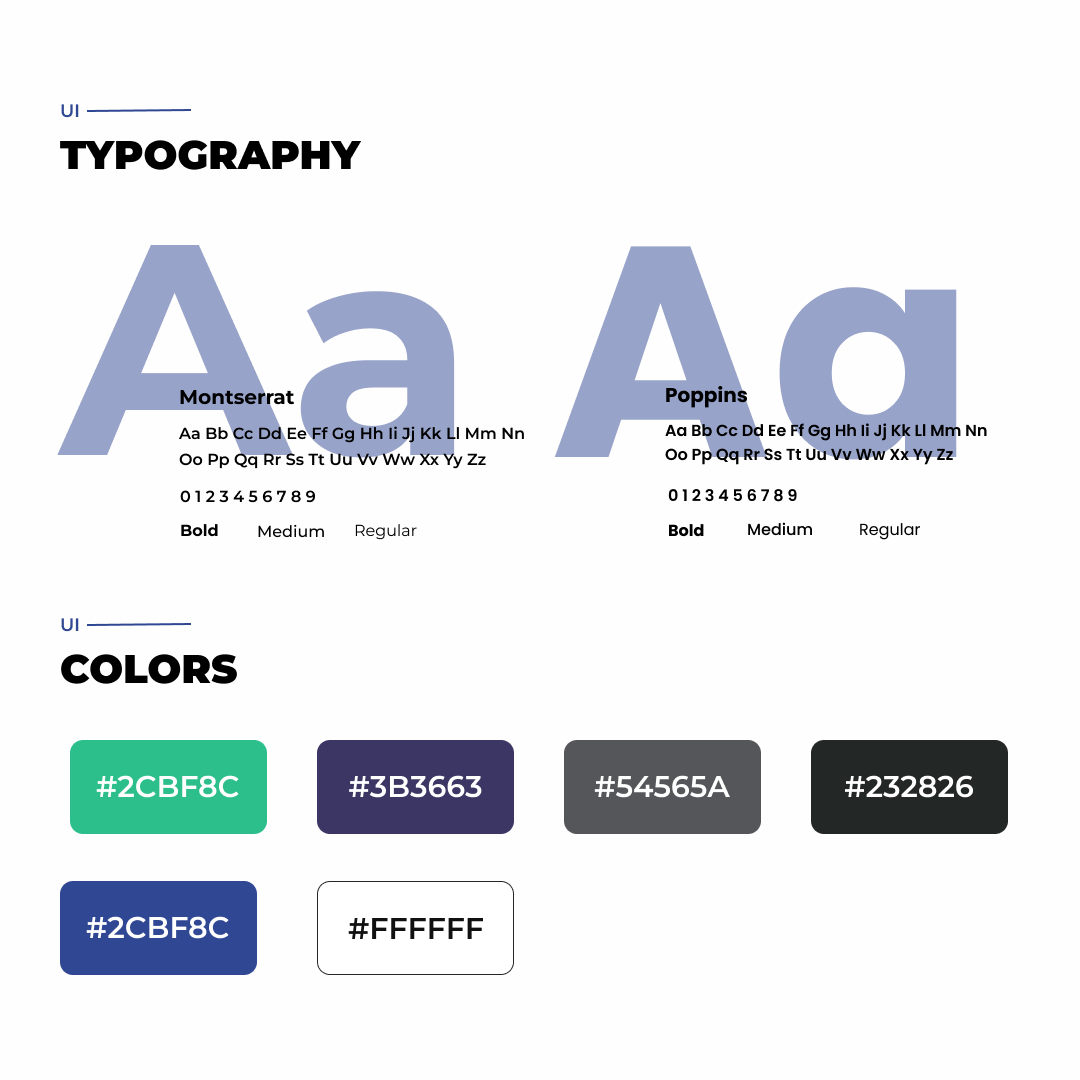 UI
TYPOGRAPHY
Aa
Montserrat
Aa Bb Cc Dd Ee Ff Gg Hh Ii Jj Kk Ll Mm Nn
Oo Pp Qq Rr Ss Tt Uu Vv Ww Xx Yy Zz
0 1 2 3 4 5 6 7 8 9
Bold Medium Regular
Aa
Poppins
Aa Bb Cc Dd Ee Ff Gg Hh Ii Jj Kk Ll Mm Nn
Oo Pp Qq Rr Ss Tt Uu Vv Ww Xx Yy Zz
0 1 2 3 4 5 6 7 8 9
Bold Medium Regular
UI
COLORS
#2CBF8C #3B3663 #54565A #232826
#2CBF8C #FFFFFF